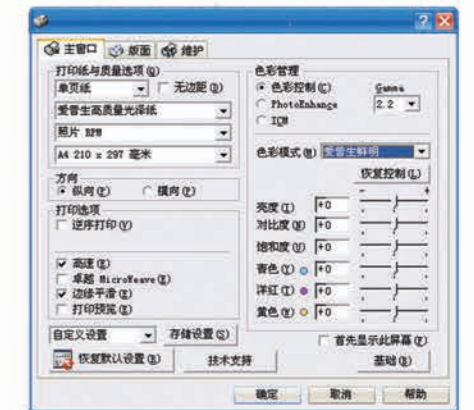 主窗口 版面 维护
打印纸与质量选项(Q)
单页纸 无边距(D)
爱普生高质量光泽纸
照片 RPM
A4 210 x 297 毫米
方向
纵向(P) 横向(P)
打印选项
逆序打印(V)
高速(E)
卓越 MicroWeave(E)
边缘平滑(E)
打印预览(E)
自定义设置 存储设置(S)
恢复默认设置(B) 技术支持
色彩管理
色彩控制(C) Gamma
PhotoEnhance 2.2
ICM
色彩模式(M) 爱普生鲜明
恢复控制(L)
- +
亮度(I) +0
对比度(N) +0
饱和度(U) +0
青色(Y) +0
洋红(I) +0
黄色(W) +0
首先显示此屏幕(F)
基础(B)
确定 取消 帮助